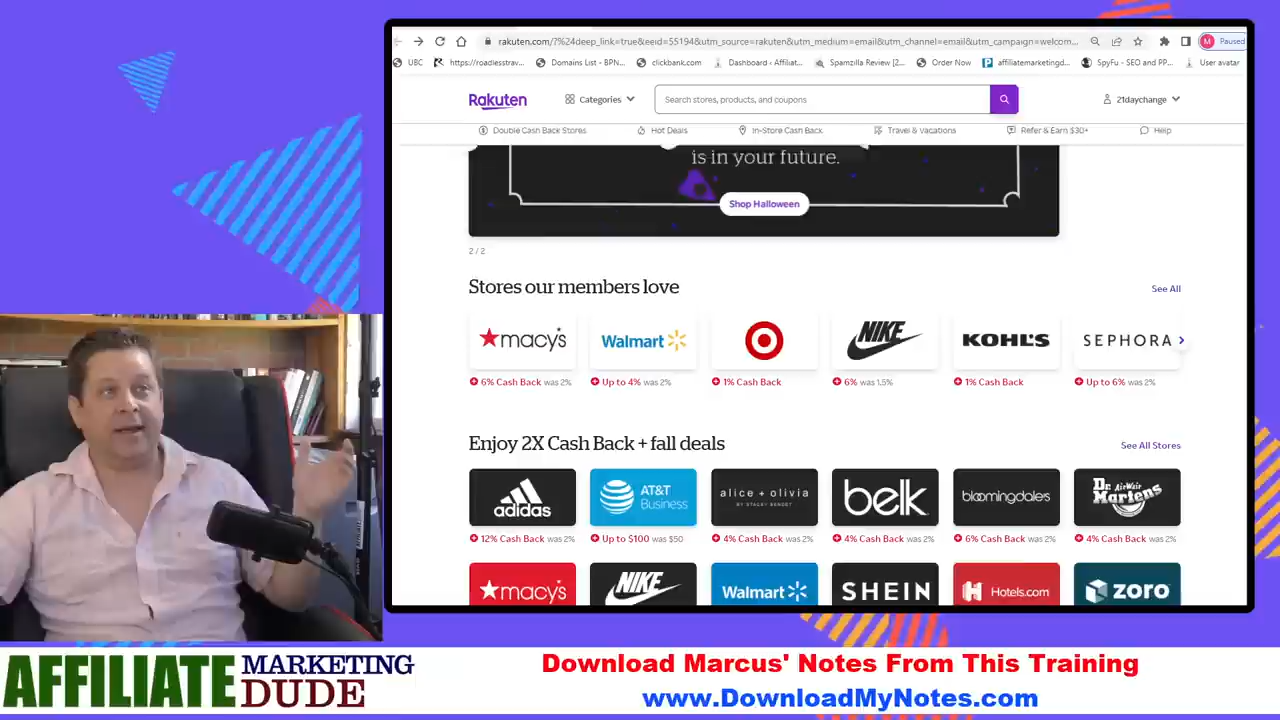 rakuten.com/?%24deep_link=true&eeid=55194&utm_source=rakuten&utm_medium=email&utm_channel=email&utm_campaign=welcom...
M Paused
UBC https://roadlesstrav... Domains List - BPN... clickbank.com Dashboard ‹ Affiliat... Spamzilla Review [2... Order Now affiliatemarketingd... SpyFu - SEO and PP... User avatar
Rakuten Categories Search stores, products, and coupons 21daychange
Double Cash Back Stores Hot Deals In-Store Cash Back Travel & Vacations Refer & Earn $30+ Help
is in your future.
Shop Halloween
2 / 2
Stores our members love See All
macy's Walmart NIKE KOHL'S SEPHORA
6% Cash Back was 2% Up to 4% was 2% 1% Cash Back 6% was 1.5% 1% Cash Back Up to 6% was 2%
Enjoy 2X Cash Back + fall deals See All Stores
adidas AT&T Business alice + olivia BY STACEY BENDET belk bloomingdales Dr. Martens AirWair
12% Cash Back was 2% Up to $100 was $50 4% Cash Back was 2% 4% Cash Back was 2% 6% Cash Back was 2% 4% Cash Back was 2%
macy's NIKE Walmart SHEIN Hotels.com zoro
AFFILIATE MARKETING DUDE
Download Marcus' Notes From This Training
www.DownloadMyNotes.com